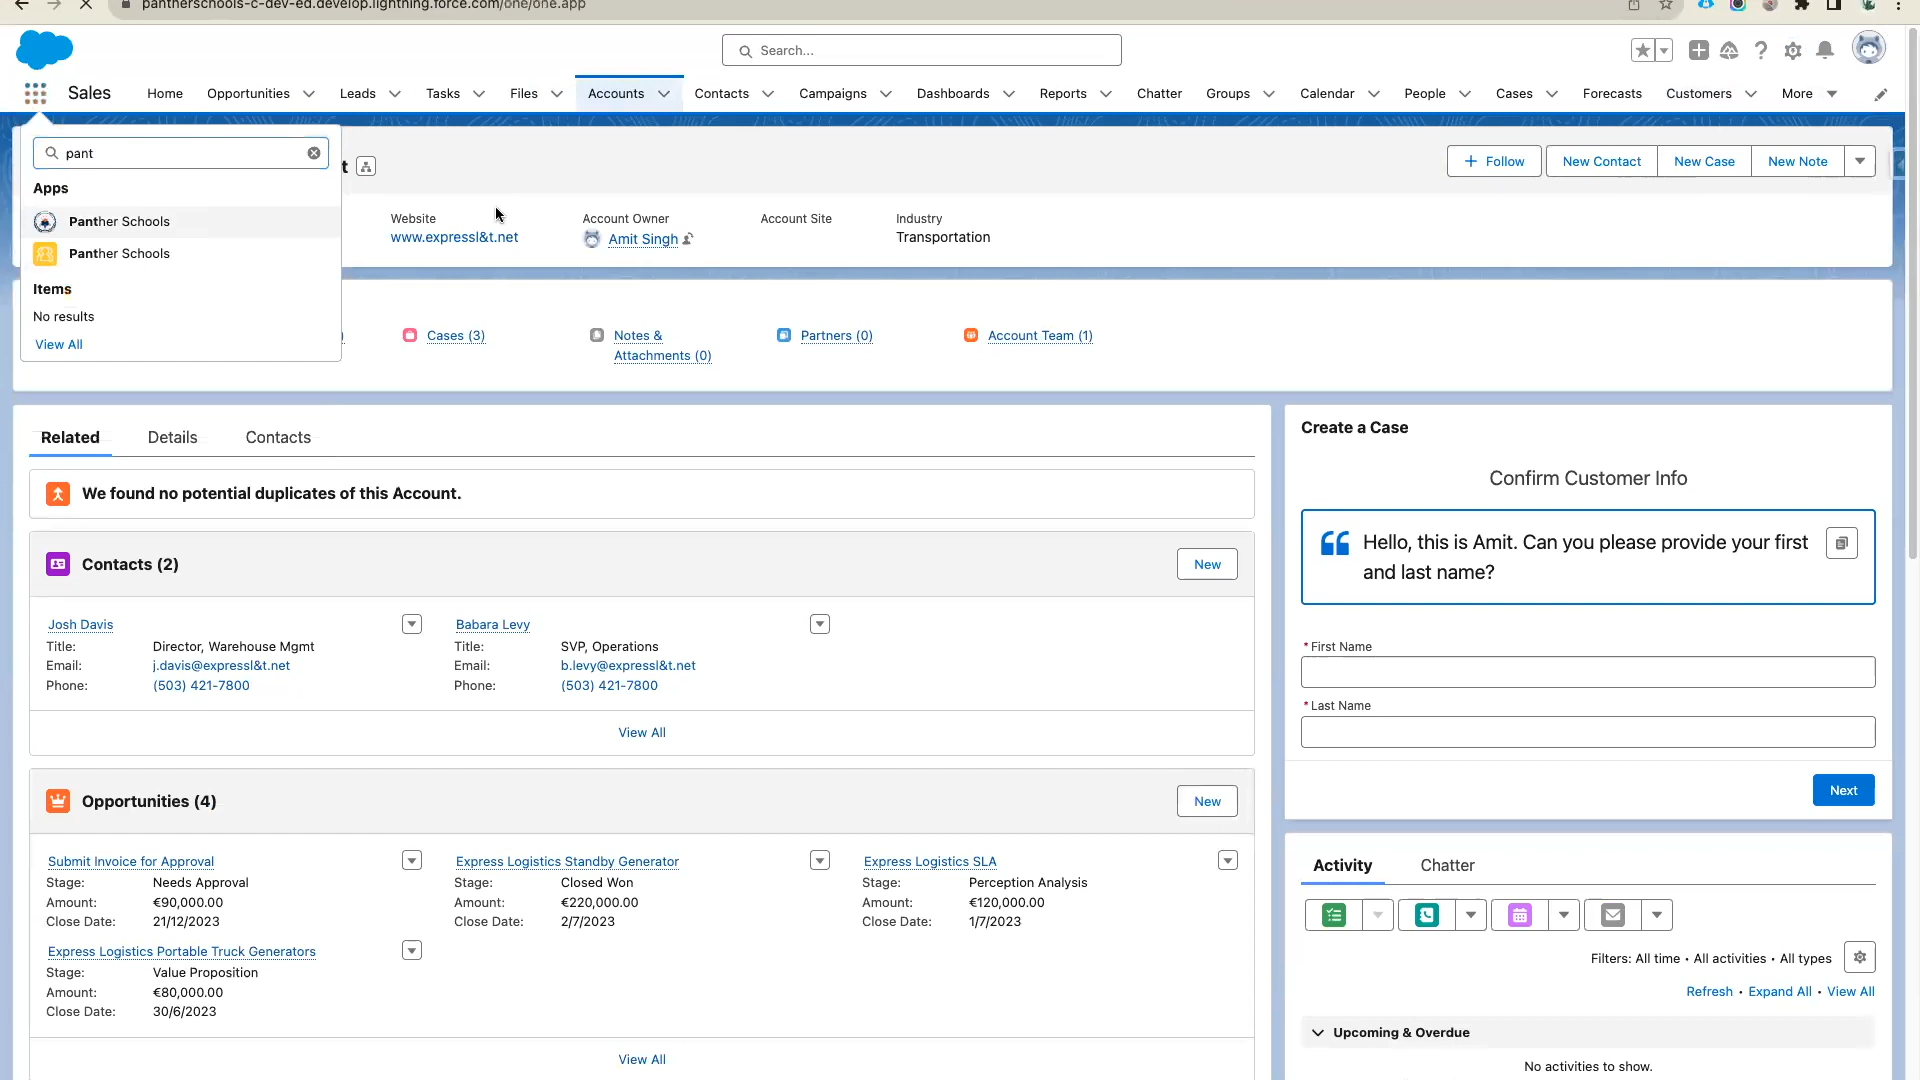 pantherschools-c-dev-ed.develop.lightning.force.com/one/one.app
Search...
Sales
Home
Opportunities
Leads
Tasks
Files
Accounts
Contacts
Campaigns
Dashboards
Reports
Chatter
Groups
Calendar
People
Cases
Forecasts
Customers
More
pant
t
Follow
New Contact
New Case
New Note
Apps
Panther Schools
Panther Schools
Items
No results
View All
Website
www.expressl&t.net
Account Owner
Amit Singh
Account Site
Industry
Transportation
)
Cases (3)
Notes &
Attachments (0)
Partners (0)
Account Team (1)
Related
Details
Contacts
We found no potential duplicates of this Account.
Contacts (2)
New
Josh Davis
Title: Director, Warehouse Mgmt
Email: j.davis@expressl&t.net
Phone: (503) 421-7800
Babara Levy
Title: SVP, Operations
Email: b.levy@expressl&t.net
Phone: (503) 421-7800
View All
Opportunities (4)
New
Submit Invoice for Approval
Stage: Needs Approval
Amount: €90,000.00
Close Date: 21/12/2023
Express Logistics Standby Generator
Stage: Closed Won
Amount: €220,000.00
Close Date: 2/7/2023
Express Logistics SLA
Stage: Perception Analysis
Amount: €120,000.00
Close Date: 1/7/2023
Express Logistics Portable Truck Generators
Stage: Value Proposition
Amount: €80,000.00
Close Date: 30/6/2023
View All
Create a Case
Confirm Customer Info
Hello, this is Amit. Can you please provide your first
and last name?
* First Name
* Last Name
Next
Activity
Chatter
Filters: All time • All activities • All types
Refresh • Expand All • View All
Upcoming & Overdue
No activities to show.